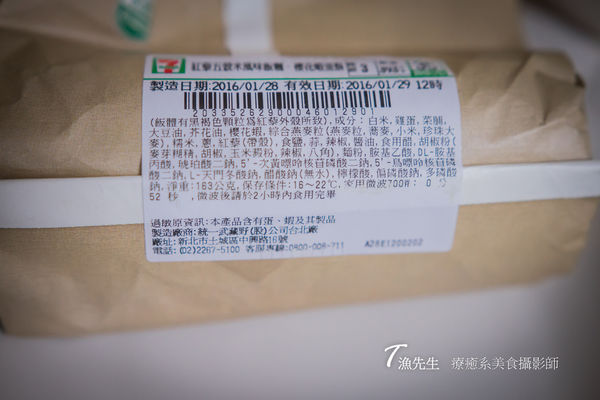 紅藜五穀米風味飯糰 櫻花蝦蛋酥
製造日期:2016/01/28 有效日期:2016/01/29 12時
2033526290004601290​1
(飯體有黑褐色顆粒為紅藜外殼所致),成分:白米,雞蛋,菜脯,
大豆油,芥花油,櫻花蝦,綜合燕麥粒(燕麥粒,蕎麥,小米,珍珠大
麥),糯米,蔥,紅藜(帶殼),食鹽,蒜,辣椒,醬油,食用醋,胡椒粉(
麥芽糊精,胡椒,玉米澱粉,辣椒,八角),麵粉,胺基乙酸,DL-胺基
丙酸,琥珀酸二鈉,5'-次黃嘌呤核苷磷酸二鈉,5'-鳥嘌呤核苷磷
酸二鈉,L-天門冬酸鈉,醋酸鈉(無水),檸檬酸,偏磷酸鈉,多磷酸
鈉,淨重:163公克,保存條件:16~22℃,家用微波700W: 0 分
52 秒 ,微波後請於2小時內食用完畢
過敏原資訊:本產品含有蛋、蝦及其製品
製造廠商:統一武藏野(股)公司台北廠
廠址:新北市土城區中興路16號
電話:(02)2267-5100 客服專線:0800-008-711
A28E1200202
漁先生 療癒系美食攝影師